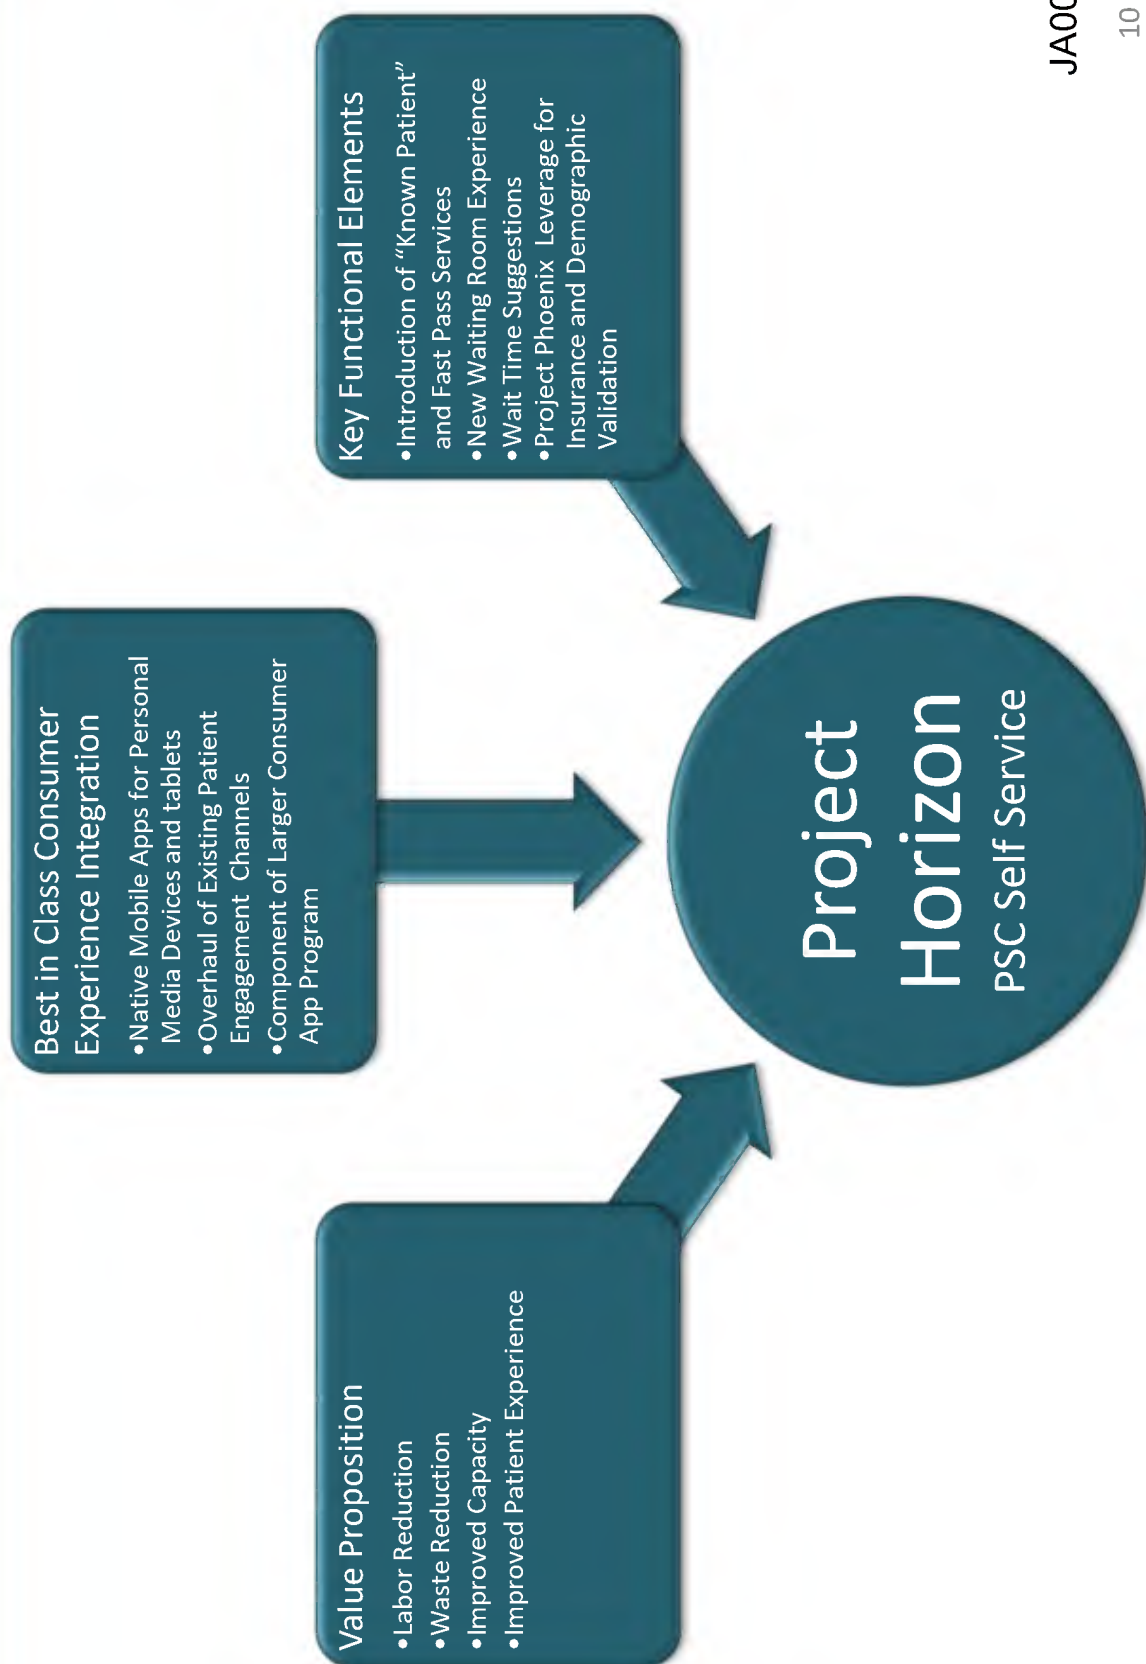 Value Proposition
•Labor Reduction
•Waste Reduction
•Improved Capacity
•Improved Patient Experience
Best in Class Consumer
Experience Integration
•Native Mobile Apps for Personal
Media Devices and tablets
•Overhaul of Existing Patient
Engagement Channels
•Component of Larger Consumer
App Program
Key Functional Elements
•Introduction of “Known Patient”
and Fast Pass Services
•New Waiting Room Experience
•Wait Time Suggestions
•Project Phoenix Leverage for
Insurance and Demographic
Validation
Project
Horizon
PSC Self Service
JA00
10